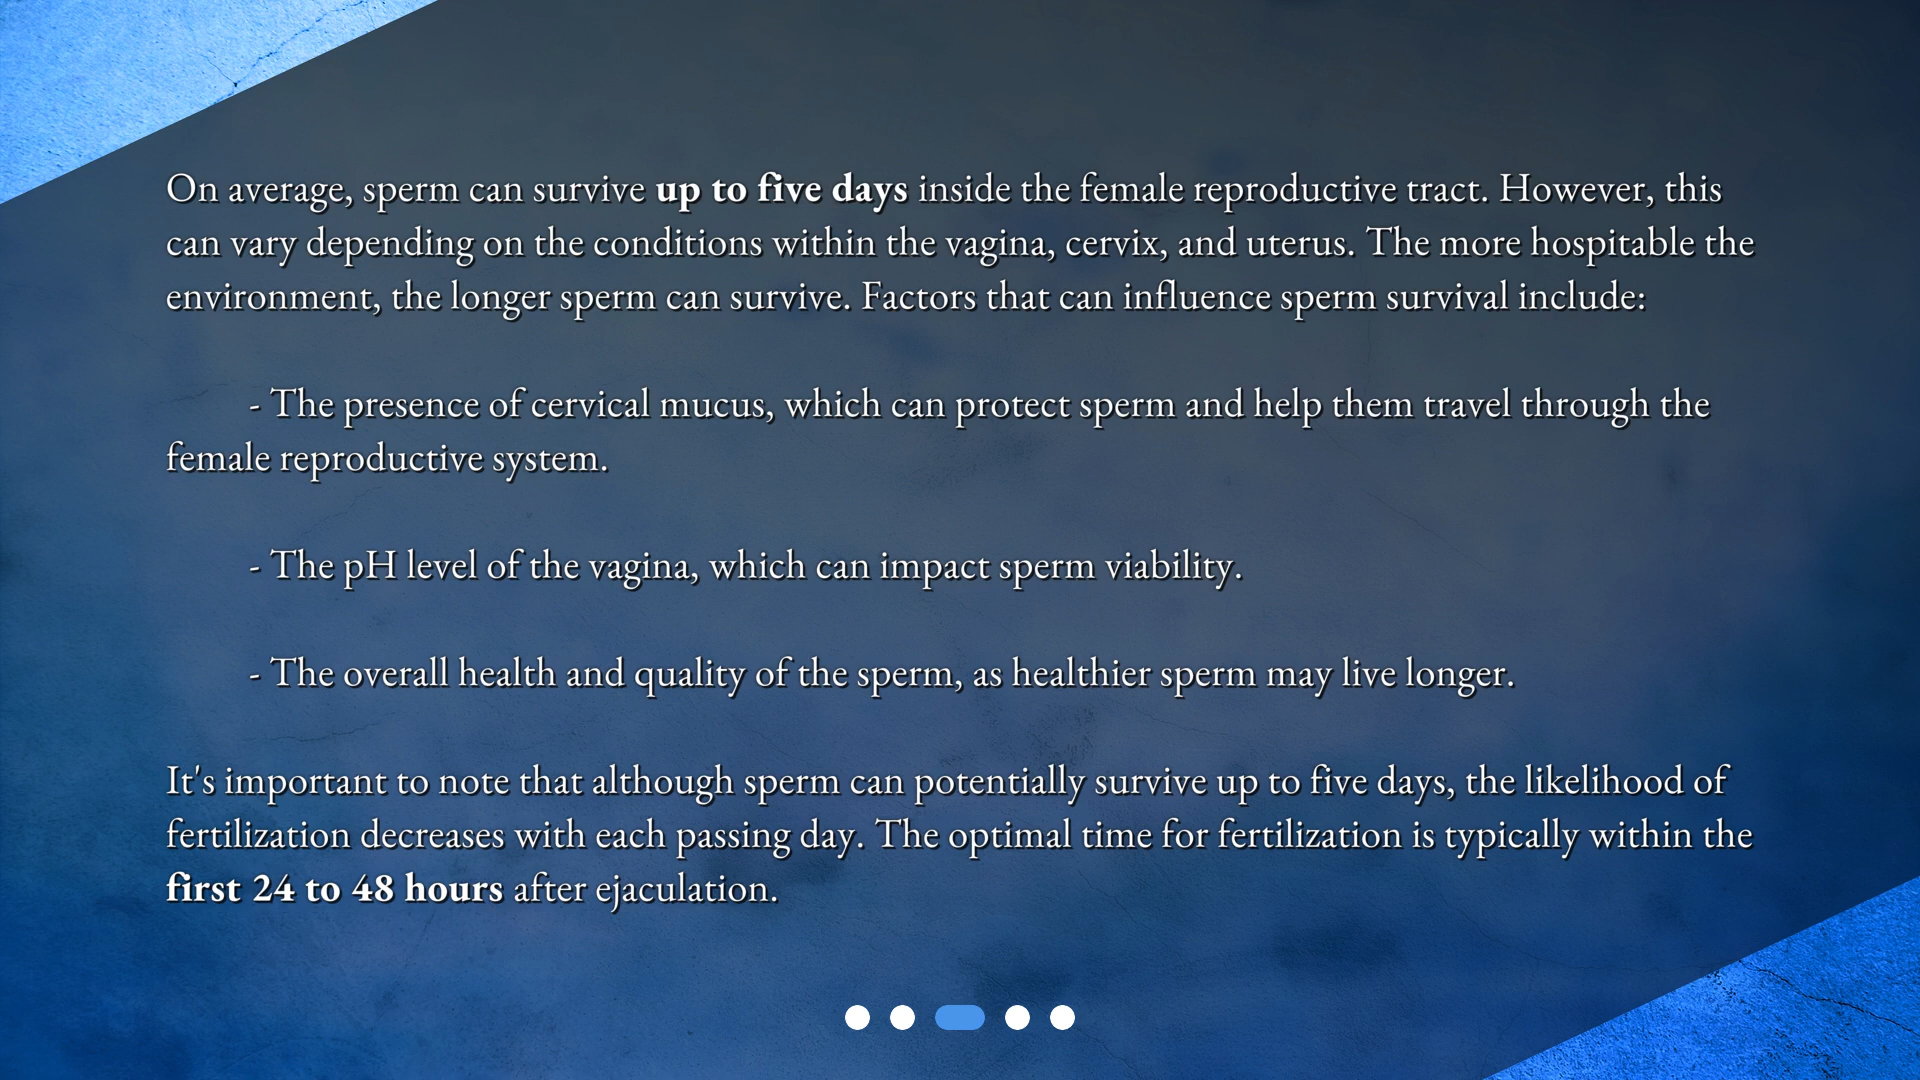 On average, sperm can survive up to five days inside the female reproductive tract. However, this
can vary depending on the conditions within the vagina, cervix, and uterus. The more hospitable the
environment, the longer sperm can survive. Factors that can influence sperm survival include:
- The presence of cervical mucus, which can protect sperm and help them travel through the
female reproductive system.
- The pH level of the vagina, which can impact sperm viability.
- The overall health and quality of the sperm, as healthier sperm may live longer.
It's important to note that although sperm can potentially survive up to five days, the likelihood of
fertilization decreases with each passing day. The optimal time for fertilization is typically within the
first 24 to 48 hours after ejaculation.